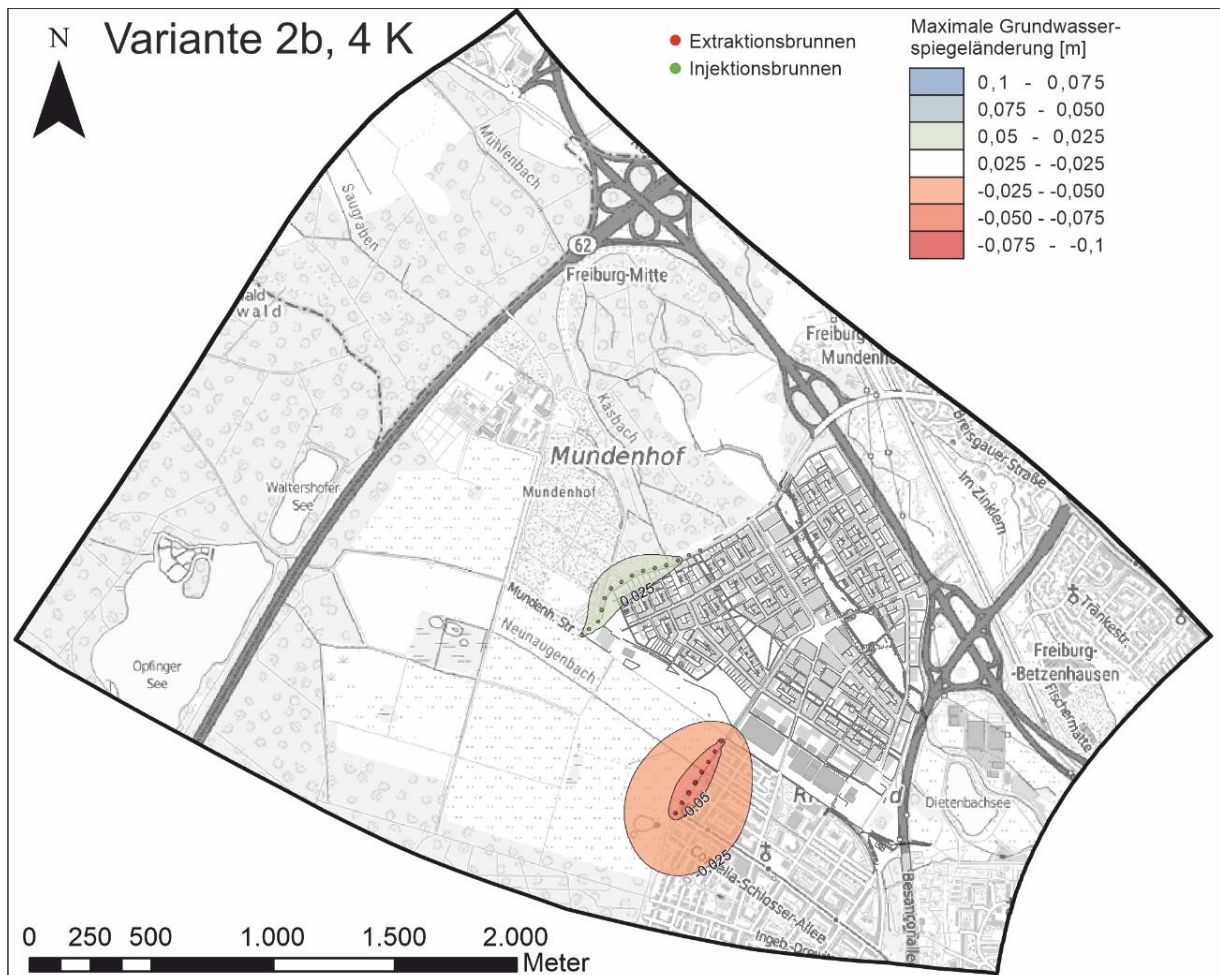 N
Variante 2b, 4 K
Extraktionsbrunnen
Injektionsbrunnen
Maximale Grundwasser-
spiegeländerung [m]
0,1 - 0,075
0,075 - 0,050
0,05 - 0,025
0,025 - -0,025
-0,025 - -0,050
-0,050 - -0,075
-0,075 - -0,1
Mühlenbach
Saugraben
62
Freiburg-Mitte
wald
Freiburg
Mundenhof
Käsbach
Breisgauer-Straße
Im Zinklern
Mundenhof
Mundenhof
Waltershofer
See
Tränkestr.
0.025
Mundenh. Str.
Neunaugenbach
Freiburg-
-Betzenhausen
Fischermatte
Opfinger
See
-0.05
Dietenbachsee
-0.025
-Schlosser-Allee
Besançonallee
0 250 500 1.000 1.500 2.000
Meter